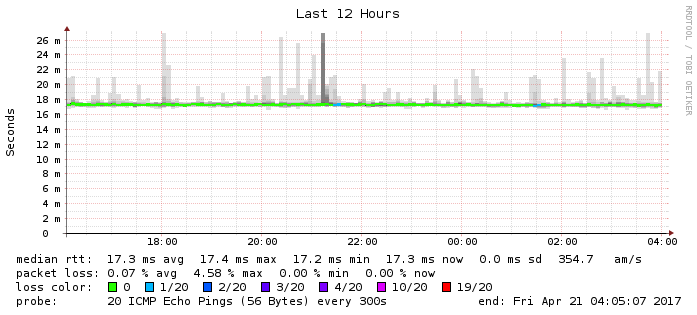 Last 12 Hours
RRDTOOL / TOBI OETIKER
Seconds
26 m
24 m
22 m
20 m
18 m
16 m
14 m
12 m
10 m
8 m
6 m
4 m
2 m
0
18:00 20:00 22:00 00:00 02:00 04:00
median rtt: 17.3 ms avg 17.4 ms max 17.2 ms min 17.3 ms now 0.0 ms sd 354.7 am/s
packet loss: 0.07 % avg 4.58 % max 0.00 % min 0.00 % now
loss color: 0 1/20 2/20 3/20 4/20 10/20 19/20
probe: 20 ICMP Echo Pings (56 Bytes) every 300s end: Fri Apr 21 04:05:07 2017